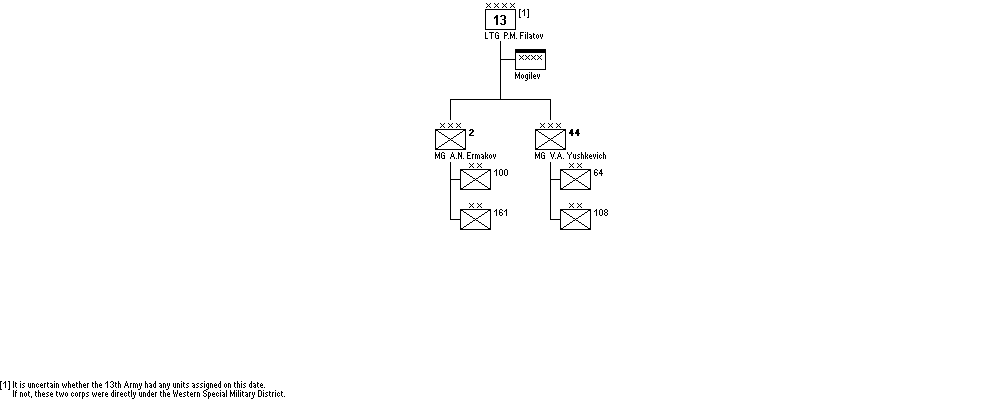 XXXX
13 [1]
LTG P.M. Filatov
XXXX
Mogilev
XXX XXX
2 44
MG A.N. Ermakov MG V.A. Yushkevich
XX XX
100 64
XX XX
161 108
[1] It is uncertain whether the 13th Army had any units assigned on this date.
If not, these two corps were directly under the Western Special Military District.